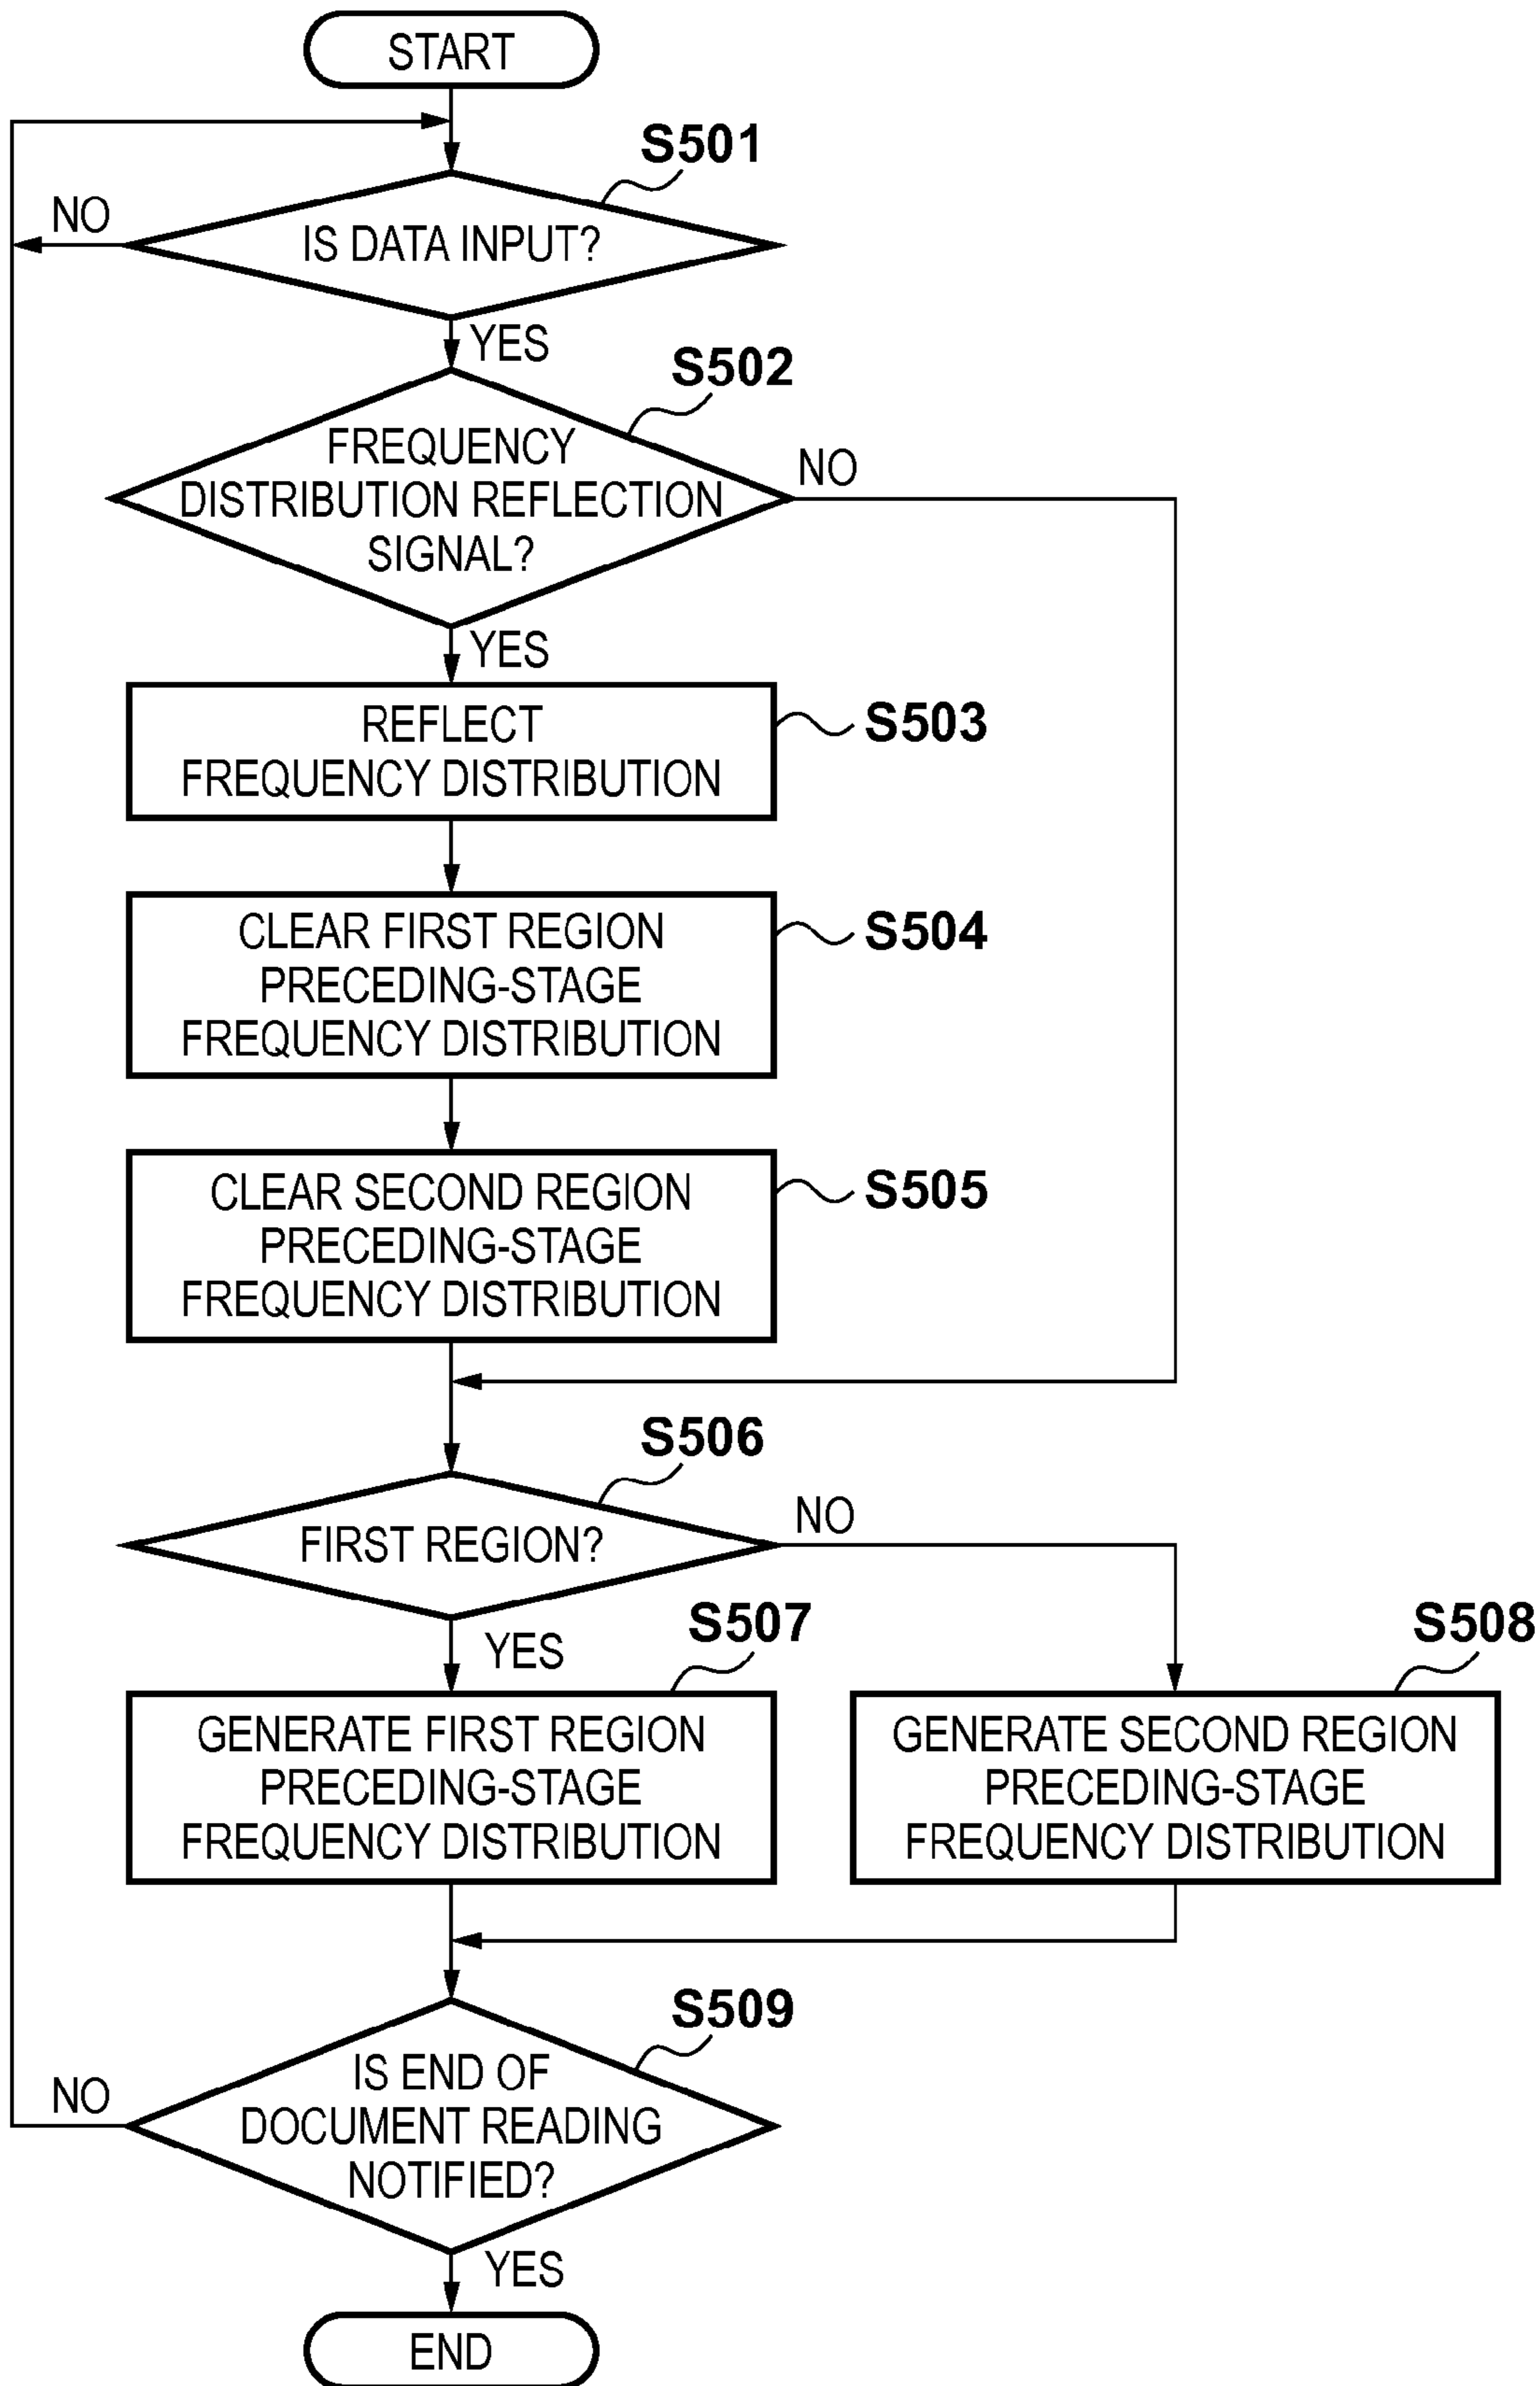 START
S501
NO
IS DATA INPUT?
YES
S502
FREQUENCY
DISTRIBUTION REFLECTION
SIGNAL?
NO
YES
REFLECT
FREQUENCY DISTRIBUTION
S503
CLEAR FIRST REGION
PRECEDING-STAGE
FREQUENCY DISTRIBUTION
S504
CLEAR SECOND REGION
PRECEDING-STAGE
FREQUENCY DISTRIBUTION
S505
S506
FIRST REGION?
NO
YES
S507
GENERATE FIRST REGION
PRECEDING-STAGE
FREQUENCY DISTRIBUTION
S508
GENERATE SECOND REGION
PRECEDING-STAGE
FREQUENCY DISTRIBUTION
S509
NO
IS END OF
DOCUMENT READING
NOTIFIED?
YES
END